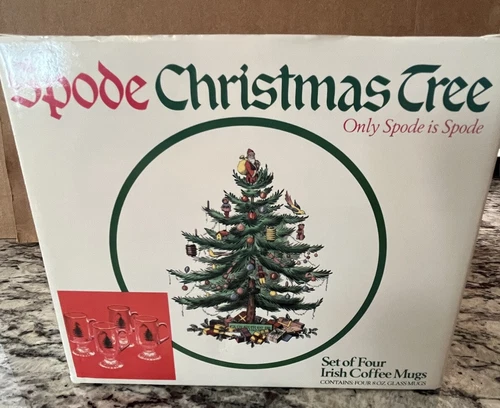 Spode Christmas Tree
Only Spode is Spode
Set of Four
Irish Coffee Mugs
CONTAINS FOUR 8 OZ. GLASS MUGS